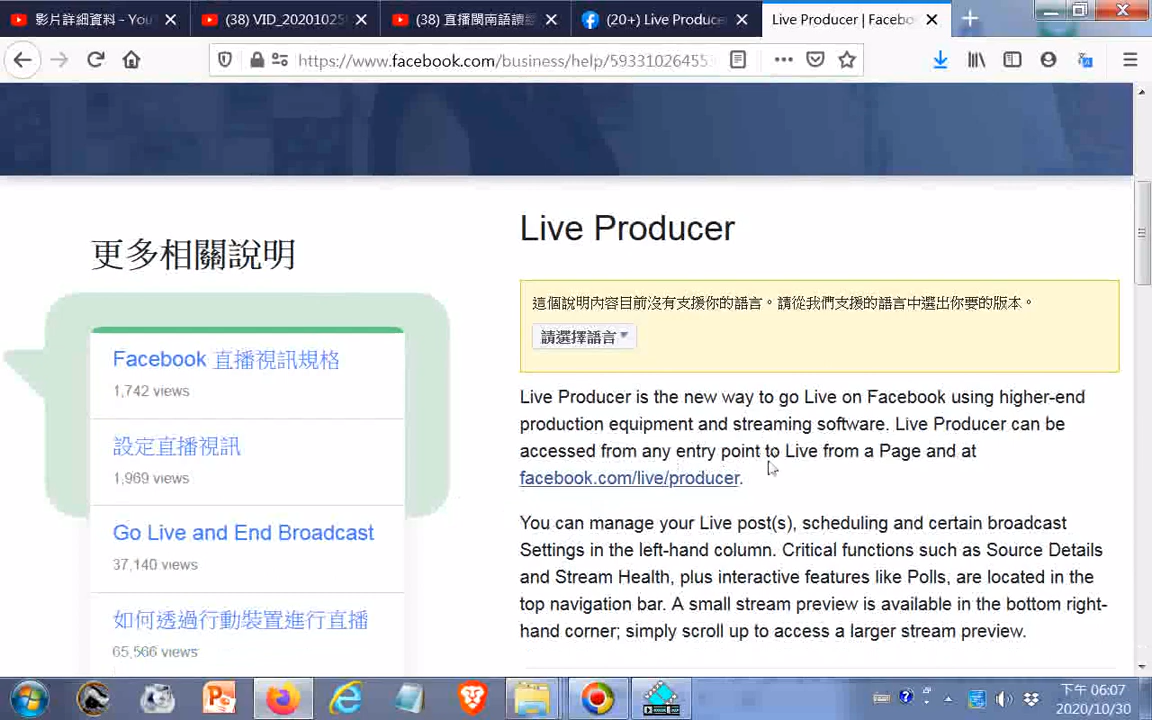 影片詳細資料 - You
(38) VID_20201025
(38) 直播閩南語讀經
(20+) Live Produce
Live Producer | Facebo
https://www.facebook.com/business/help/59331026455
更多相關說明
Facebook 直播視訊規格
1,742 views
設定直播視訊
1,969 views
Go Live and End Broadcast
37,140 views
如何透過行動裝置進行直播
65,566 views
Live Producer
這個說明內容目前沒有支援你的語言。請從我們支援的語言中選出你要的版本。
請選擇語言
Live Producer is the new way to go Live on Facebook using higher-end
production equipment and streaming software. Live Producer can be
accessed from any entry point to Live from a Page and at
facebook.com/live/producer.
You can manage your Live post(s), scheduling and certain broadcast
Settings in the left-hand column. Critical functions such as Source Details
and Stream Health, plus interactive features like Polls, are located in the
top navigation bar. A small stream preview is available in the bottom right-
hand corner; simply scroll up to access a larger stream preview.
下午 06:07
2020/10/30